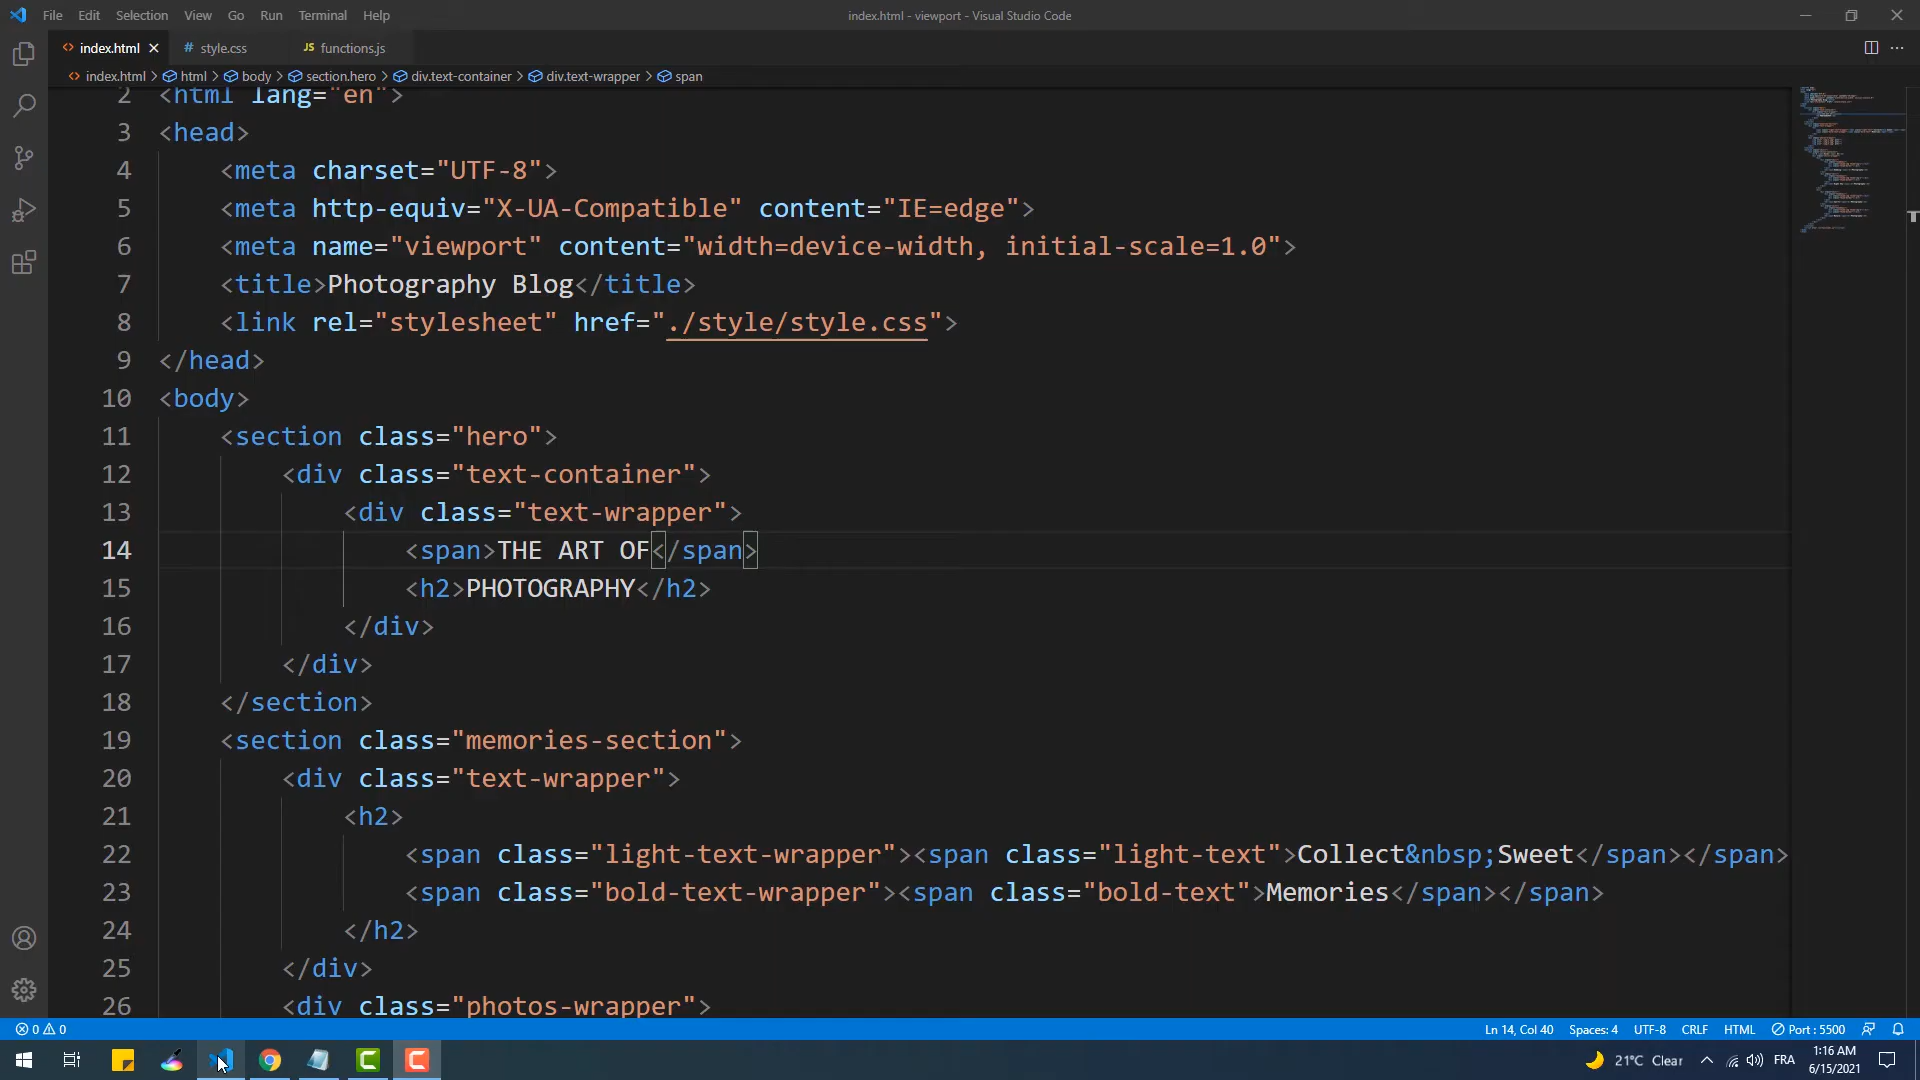 File Edit Selection View Go Run Terminal Help
index.html - viewport - Visual Studio Code
<> index.html × # style.css JS functions.js
<> index.html > html > body > section.hero > div.text-container > div.text-wrapper > span
2 <html lang="en">
3 <head>
4 <meta charset="UTF-8">
5 <meta http-equiv="X-UA-Compatible" content="IE=edge">
6 <meta name="viewport" content="width=device-width, initial-scale=1.0">
7 <title>Photography Blog</title>
8 <link rel="stylesheet" href="./style/style.css">
9 </head>
10 <body>
11 <section class="hero">
12 <div class="text-container">
13 <div class="text-wrapper">
14 <span>THE ART OF</span>
15 <h2>PHOTOGRAPHY</h2>
16 </div>
17 </div>
18 </section>
19 <section class="memories-section">
20 <div class="text-wrapper">
21 <h2>
22 <span class="light-text-wrapper"><span class="light-text">Collect&nbsp;Sweet</span></span>
23 <span class="bold-text-wrapper"><span class="bold-text">Memories</span></span>
24 </h2>
25 </div>
26 <div class="photos-wrapper">
0 0 Ln 14, Col 40 Spaces: 4 UTF-8 CRLF HTML Port : 5500
21°C Clear FRA 1:16 AM
6/15/2021